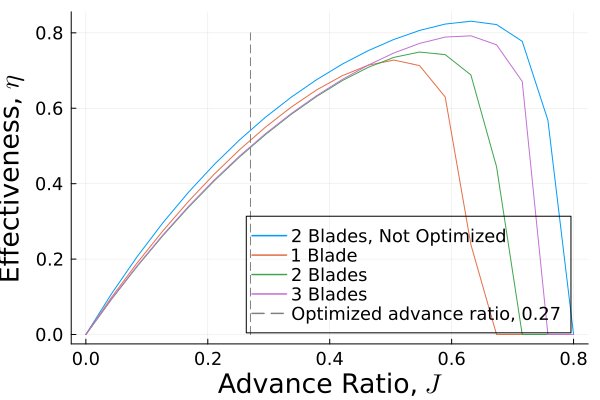 Effectiveness, η
0.8
0.6
0.4
0.2
0.0
2 Blades, Not Optimized
1 Blade
2 Blades
3 Blades
Optimized advance ratio, 0.27
0.0 0.2 0.4 0.6 0.8
Advance Ratio, J